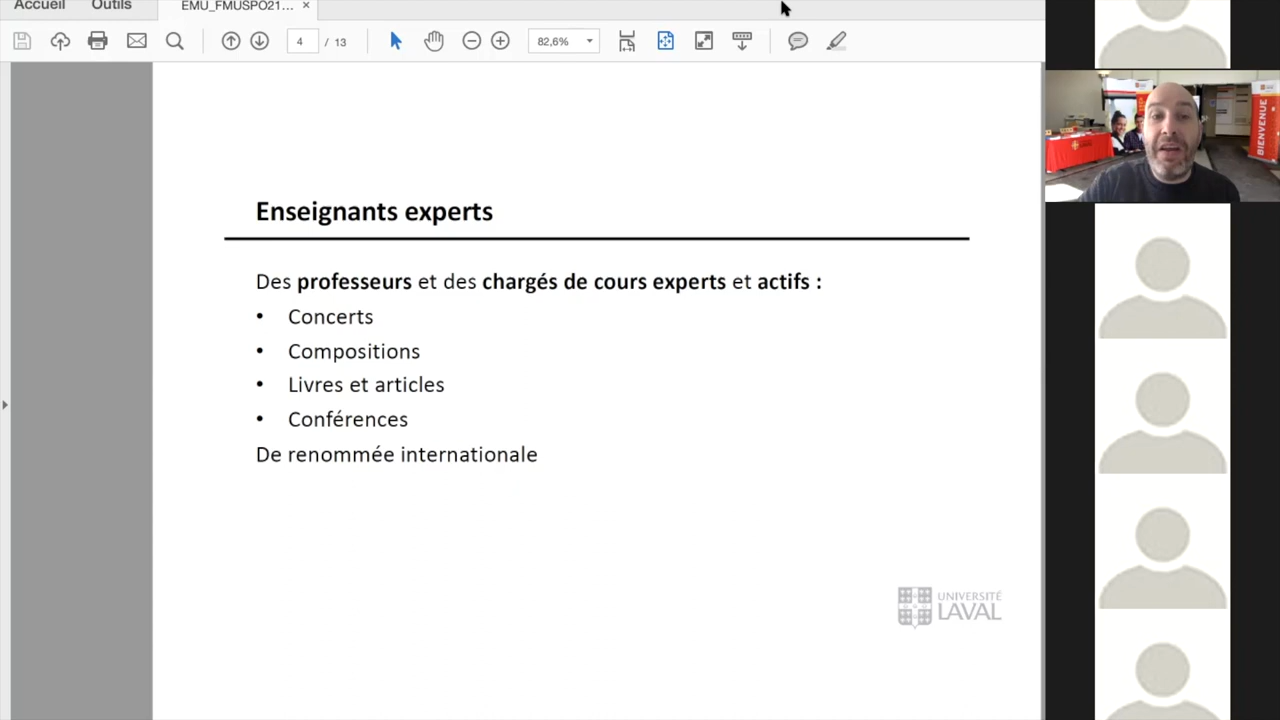 Accueil
Outils
EMU_FMUSPO21... ×
4 / 13
82,6%
Enseignants experts
Des professeurs et des chargés de cours experts et actifs :
• Concerts
• Compositions
• Livres et articles
• Conférences
De renommée internationale
UNIVERSITÉ
LAVAL
BIENVENUE